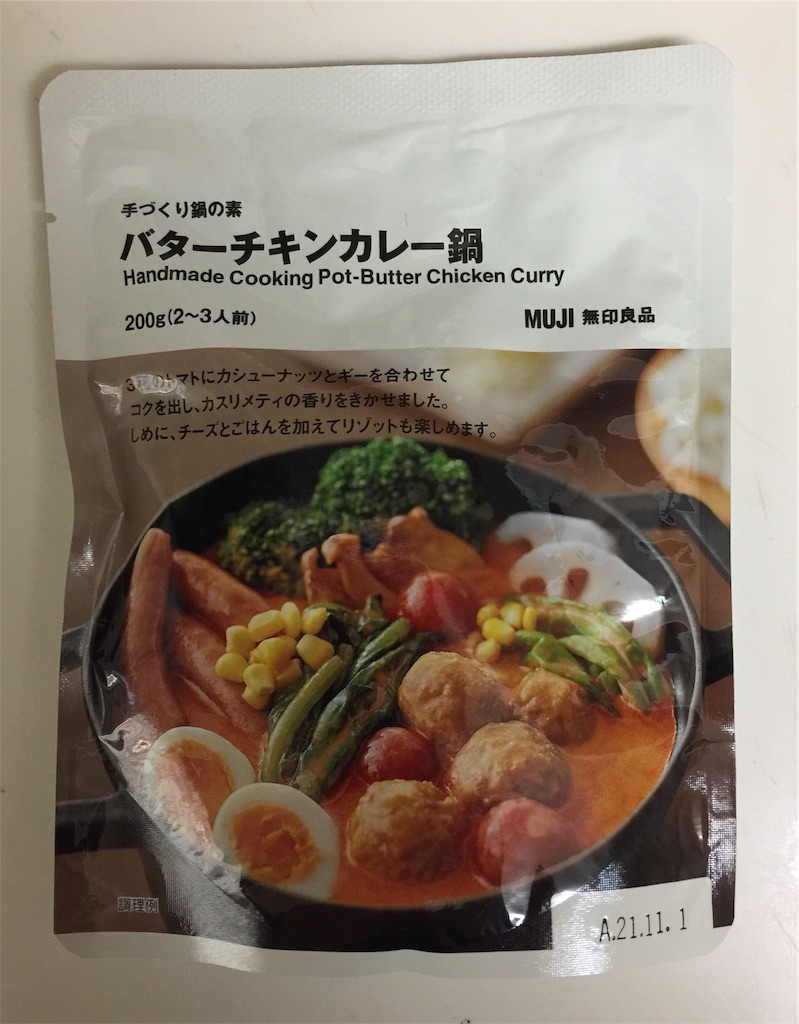 手づくり鍋の素
バターチキンカレー鍋
Handmade Cooking Pot-Butter Chicken Curry
200g(2〜3人前)
MUJI 無印良品
3種のトマトにカシューナッツとギーを合わせて
コクを出し、カスリメティの香りをきかせました。
しめに、チーズとごはんを加えてリゾットも楽しめます。
調理例
A.21.11.1